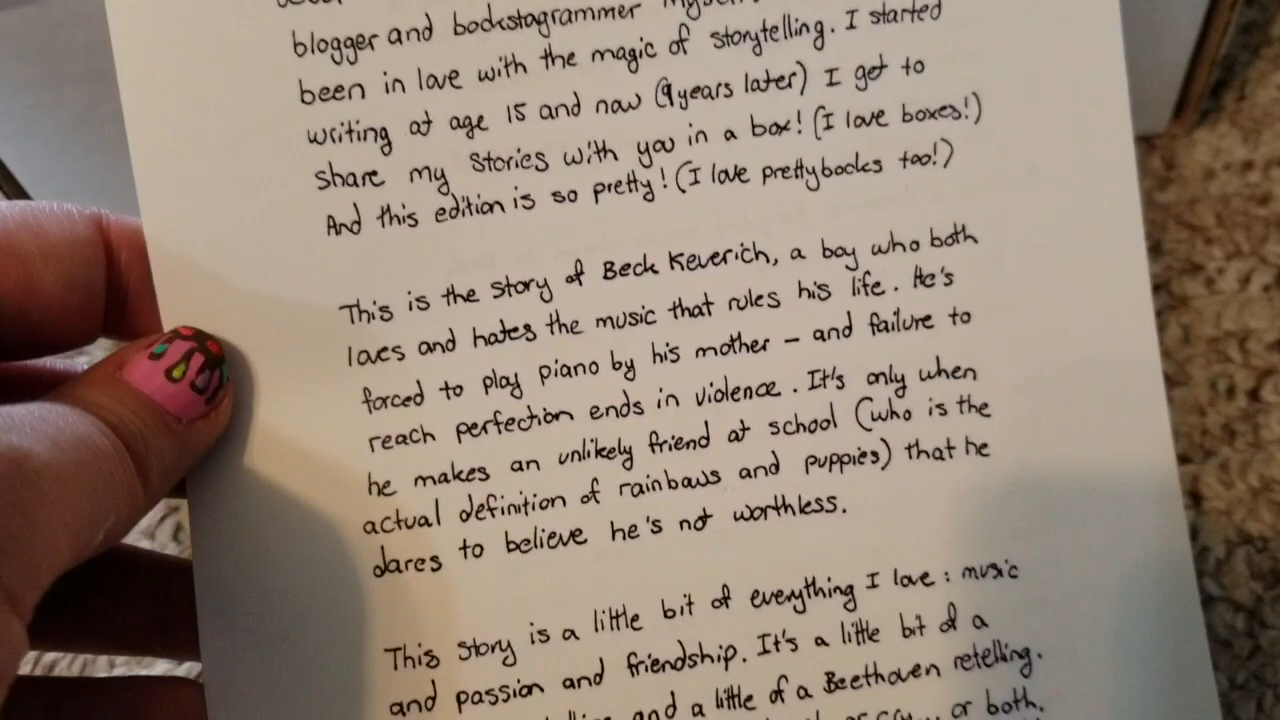 blogger and bookstagrammer
been in love with the magic of storytelling. I started
writing at age 15 and now (9 years later) I get to
share my stories with you in a box! (I love boxes!)
And this edition is so pretty! (I love pretty books too!)
This is the story of Beck Keverich, a boy who both
loves and hates the music that rules his life. He's
forced to play piano by his mother – and failure to
reach perfection ends in violence. It's only when
he makes an unlikely friend at school (who is the
actual definition of rainbows and puppies) that he
dares to believe he's not worthless.
This story is a little bit of everything I love: music
and passion and friendship. It's a little bit of a
and a little of a Beethoven retelling.
or both.